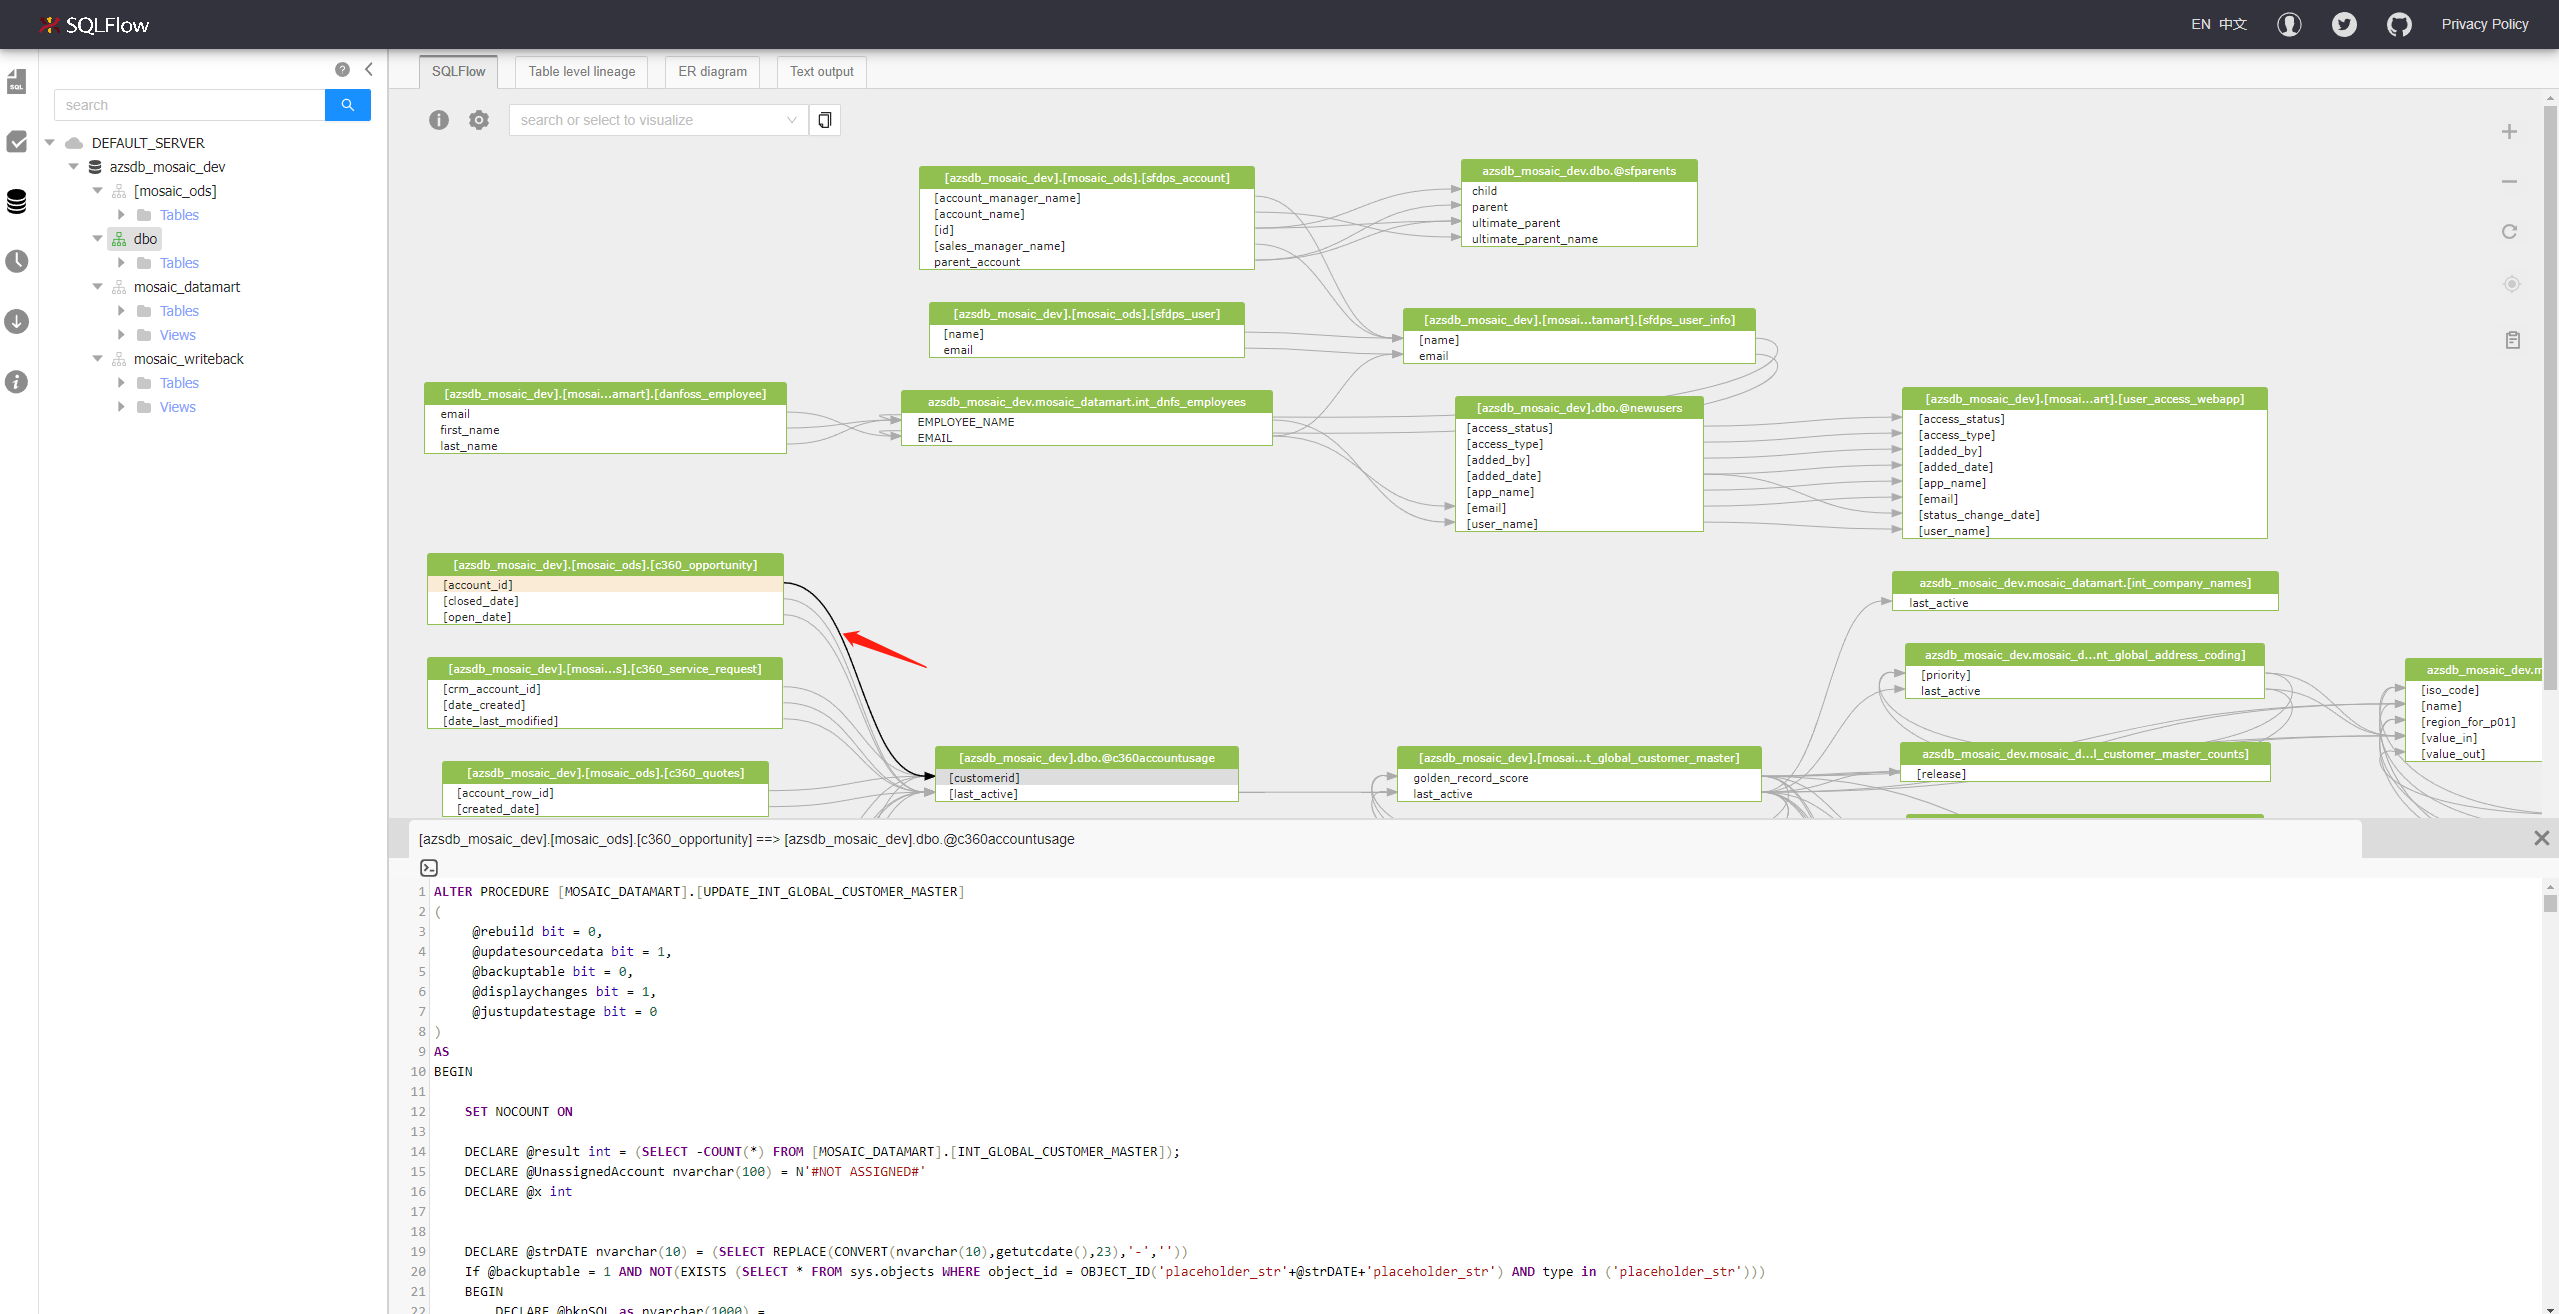 SQLFlow
EN 中文
Privacy Policy
SQL
search
DEFAULT_SERVER
azsdb_mosaic_dev
[mosaic_ods]
Tables
dbo
Tables
mosaic_datamart
Tables
Views
mosaic_writeback
Tables
Views
SQLFlow
Table level lineage
ER diagram
Text output
search or select to visualize
[azsdb_mosaic_dev].[mosaic_ods].[sfdps_account]
[account_manager_name]
[account_name]
[id]
[sales_manager_name]
parent_account
azsdb_mosaic_dev.dbo.@sfparents
child
parent
ultimate_parent
ultimate_parent_name
[azsdb_mosaic_dev].[mosaic_ods].[sfdps_user]
[name]
email
[azsdb_mosaic_dev].[mosai...tamart].[sfdps_user_info]
[name]
email
[azsdb_mosaic_dev].[mosai...amart].[danfoss_employee]
email
first_name
last_name
azsdb_mosaic_dev.mosaic_datamart.int_dnfs_employees
EMPLOYEE_NAME
EMAIL
[azsdb_mosaic_dev].dbo.@newusers
[access_status]
[access_type]
[added_by]
[added_date]
[app_name]
[email]
[user_name]
[azsdb_mosaic_dev].[mosai...art].[user_access_webapp]
[access_status]
[access_type]
[added_by]
[added_date]
[app_name]
[email]
[status_change_date]
[user_name]
[azsdb_mosaic_dev].[mosaic_ods].[c360_opportunity]
[account_id]
[closed_date]
[open_date]
azsdb_mosaic_dev.mosaic_datamart.[int_company_names]
last_active
[azsdb_mosaic_dev].[mosai...s].[c360_service_request]
[crm_account_id]
[date_created]
[date_last_modified]
azsdb_mosaic_dev.mosaic_d...nt_global_address_coding]
[priority]
last_active
azsdb_mosaic_dev.m
[iso_code]
[name]
[region_for_p01]
[value_in]
[value_out]
[azsdb_mosaic_dev].[mosaic_ods].[c360_quotes]
[account_row_id]
[created_date]
[azsdb_mosaic_dev].dbo.@c360accountusage
[customerid]
[last_active]
[azsdb_mosaic_dev].[mosai...t_global_customer_master]
golden_record_score
last_active
azsdb_mosaic_dev.mosaic_d...l_customer_master_counts]
[release]
[azsdb_mosaic_dev].[mosaic_ods].[c360_opportunity] ==> [azsdb_mosaic_dev].dbo.@c360accountusage
1 ALTER PROCEDURE [MOSAIC_DATAMART].[UPDATE_INT_GLOBAL_CUSTOMER_MASTER]
2 (
3 @rebuild bit = 0,
4 @updatesourcedata bit = 1,
5 @backuptable bit = 0,
6 @displaychanges bit = 1,
7 @justupdatestage bit = 0
8 )
9 AS
10 BEGIN
11
12 SET NOCOUNT ON
13
14 DECLARE @result int = (SELECT -COUNT(*) FROM [MOSAIC_DATAMART].[INT_GLOBAL_CUSTOMER_MASTER]);
15 DECLARE @UnassignedAccount nvarchar(100) = N'#NOT ASSIGNED#'
16 DECLARE @x int
17
18
19 DECLARE @strDATE nvarchar(10) = (SELECT REPLACE(CONVERT(nvarchar(10),getutcdate(),23),'-',''))
20 If @backuptable = 1 AND NOT(EXISTS (SELECT * FROM sys.objects WHERE object_id = OBJECT_ID('placeholder_str'+@strDATE+'placeholder_str') AND type in ('placeholder_str')))
21 BEGIN
22 DECLARE @bknSQL as nvarchar(1000) =